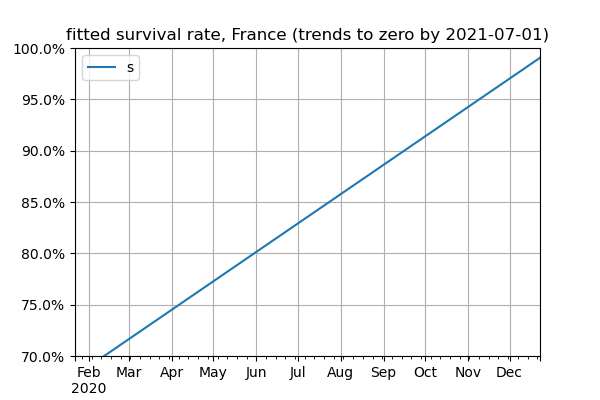 fitted survival rate, France (trends to zero by 2021-07-01)
100.0%
s
95.0%
90.0%
85.0%
80.0%
75.0%
70.0%
Feb Mar Apr May Jun Jul Aug Sep Oct Nov Dec
2020